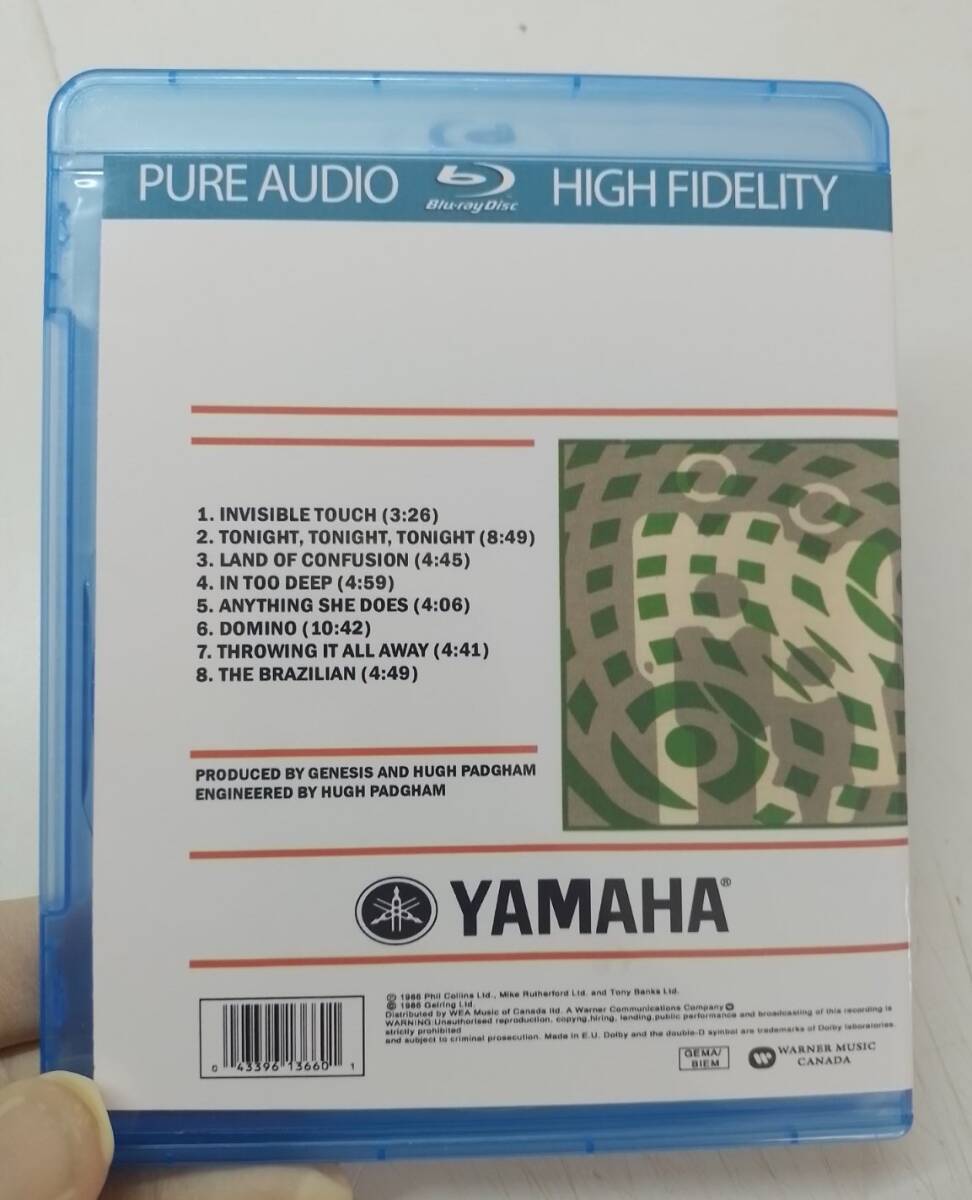 PURE AUDIO Blu-ray Disc HIGH FIDELITY
1. INVISIBLE TOUCH (3:26)
2. TONIGHT, TONIGHT, TONIGHT (8:49)
3. LAND OF CONFUSION (4:45)
4. IN TOO DEEP (4:59)
5. ANYTHING SHE DOES (4:06)
6. DOMINO (10:42)
7. THROWING IT ALL AWAY (4:41)
8. THE BRAZILIAN (4:49)
PRODUCED BY GENESIS AND HUGH PADGHAM
ENGINEERED BY HUGH PADGHAM
YAMAHA®
℗ 1986 Phil Collins Ltd., Mike Rutherford Ltd. and Tony Banks Ltd.
© 1986 Gelring Ltd.
Distributed by WEA Music of Canada ltd. A Warner Communications Company
WARNING:Unauthorised reproduction, copyng,hiring, lending,public performance and broadcasting of this recording is
strictly prohibited
and subject to criminal prosecution. Made in E.U. Dolby and the double-D symbol are trademarks of Dolby laboratories.
0 43396 13660 1
GEMA/
BIEM
WARNER MUSIC
CANADA